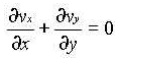 ∂vₓ/∂x + ∂vᵧ/∂y = 0